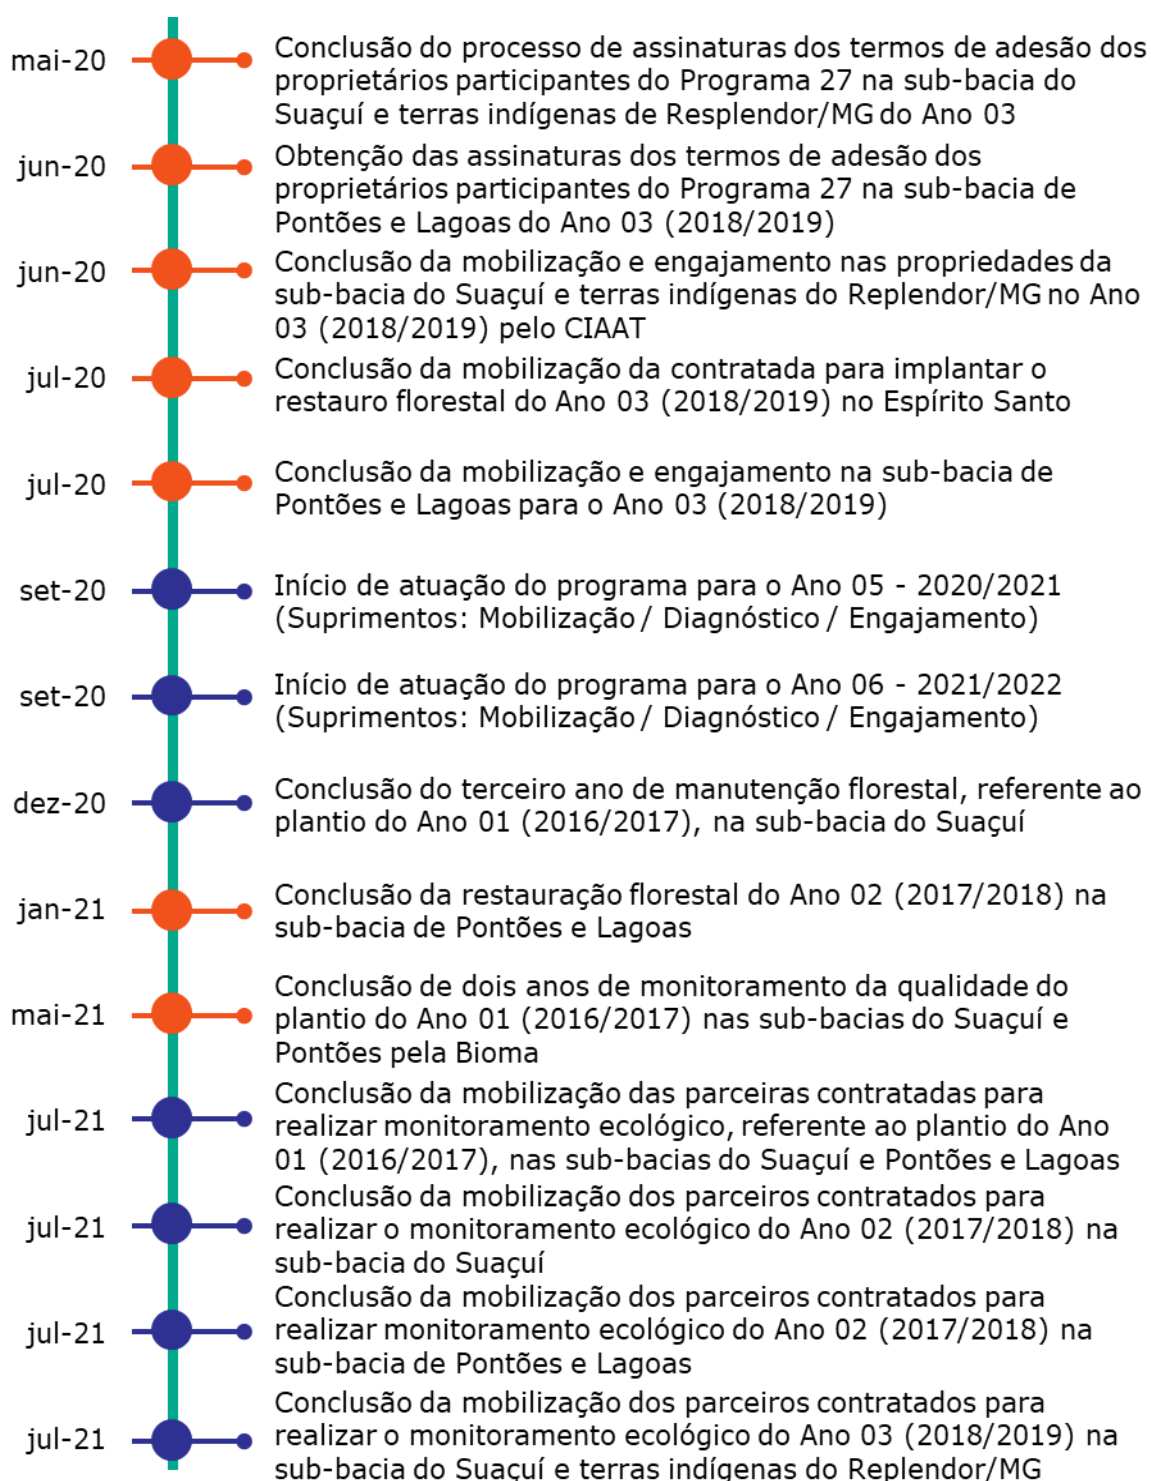 mai-20
Conclusão do processo de assinaturas dos termos de adesão dos
proprietários participantes do Programa 27 na sub-bacia do
Suaçuí e terras indígenas de Resplendor/MG do Ano 03
jun-20
Obtenção das assinaturas dos termos de adesão dos
proprietários participantes do Programa 27 na sub-bacia de
Pontões e Lagoas do Ano 03 (2018/2019)
jun-20
Conclusão da mobilização e engajamento nas propriedades da
sub-bacia do Suaçuí e terras indígenas do Replendor/MG no Ano
03 (2018/2019) pelo CIAAT
jul-20
Conclusão da mobilização da contratada para implantar o
restauro florestal do Ano 03 (2018/2019) no Espírito Santo
jul-20
Conclusão da mobilização e engajamento na sub-bacia de
Pontões e Lagoas para o Ano 03 (2018/2019)
set-20
Início de atuação do programa para o Ano 05 - 2020/2021
(Suprimentos: Mobilização / Diagnóstico / Engajamento)
set-20
Início de atuação do programa para o Ano 06 - 2021/2022
(Suprimentos: Mobilização / Diagnóstico / Engajamento)
dez-20
Conclusão do terceiro ano de manutenção florestal, referente ao
plantio do Ano 01 (2016/2017), na sub-bacia do Suaçuí
jan-21
Conclusão da restauração florestal do Ano 02 (2017/2018) na
sub-bacia de Pontões e Lagoas
mai-21
Conclusão de dois anos de monitoramento da qualidade do
plantio do Ano 01 (2016/2017) nas sub-bacias do Suaçuí e
Pontões pela Bioma
jul-21
Conclusão da mobilização das parceiras contratadas para
realizar monitoramento ecológico, referente ao plantio do Ano
01 (2016/2017), nas sub-bacias do Suaçuí e Pontões e Lagoas
jul-21
Conclusão da mobilização dos parceiros contratados para
realizar o monitoramento ecológico do Ano 02 (2017/2018) na
sub-bacia do Suaçuí
jul-21
Conclusão da mobilização dos parceiros contratados para
realizar monitoramento ecológico do Ano 02 (2017/2018) na
sub-bacia de Pontões e Lagoas
jul-21
Conclusão da mobilização dos parceiros contratados para
realizar o monitoramento ecológico do Ano 03 (2018/2019) na
sub-bacia do Suaçuí e terras indígenas do Replendor/MG